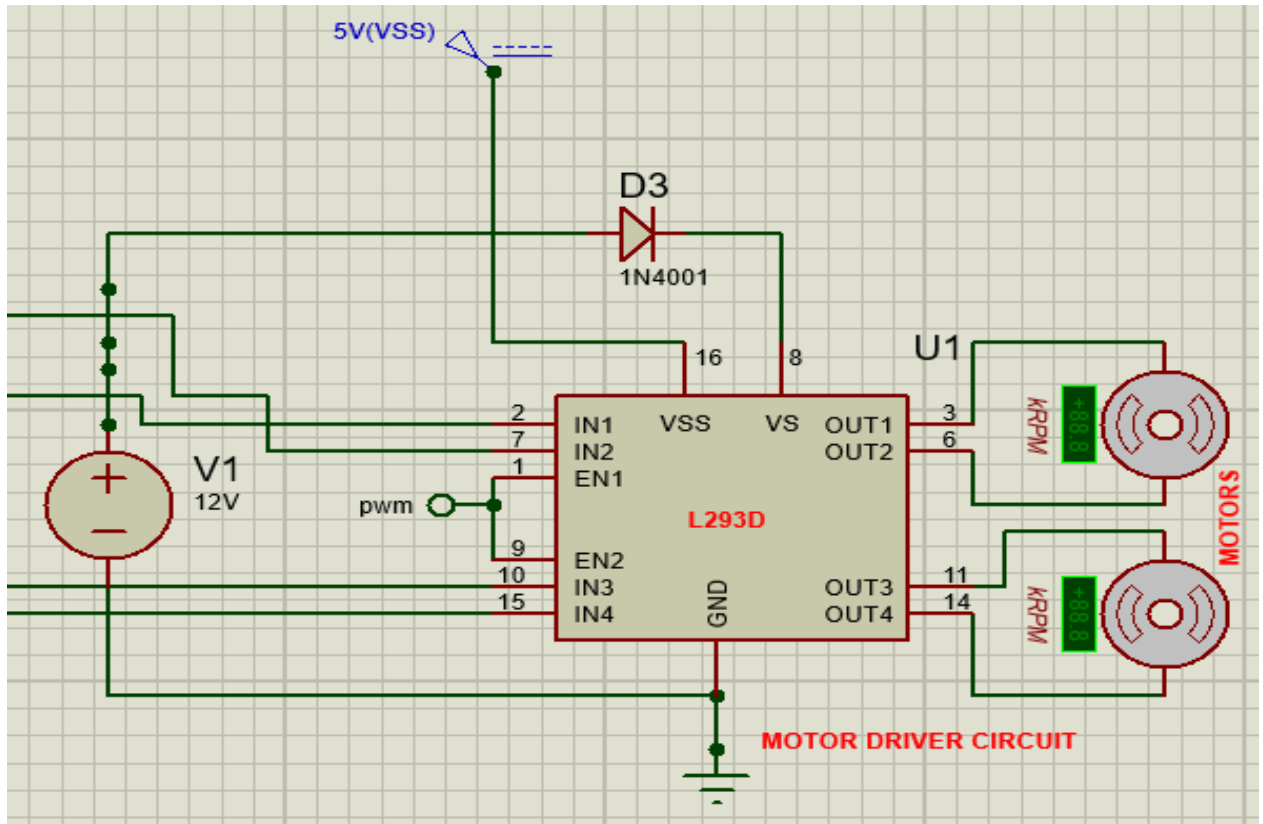 5V(VSS)
D3
1N4001
16
8
U1
2
IN1
VSS
VS
OUT1
3
7
IN2
OUT2
6
1
EN1
V1
12V
pwm
L293D
9
EN2
10
IN3
OUT3
11
15
IN4
GND
OUT4
14
+88.8
kRPM
+88.8
kRPM
MOTORS
MOTOR DRIVER CIRCUIT